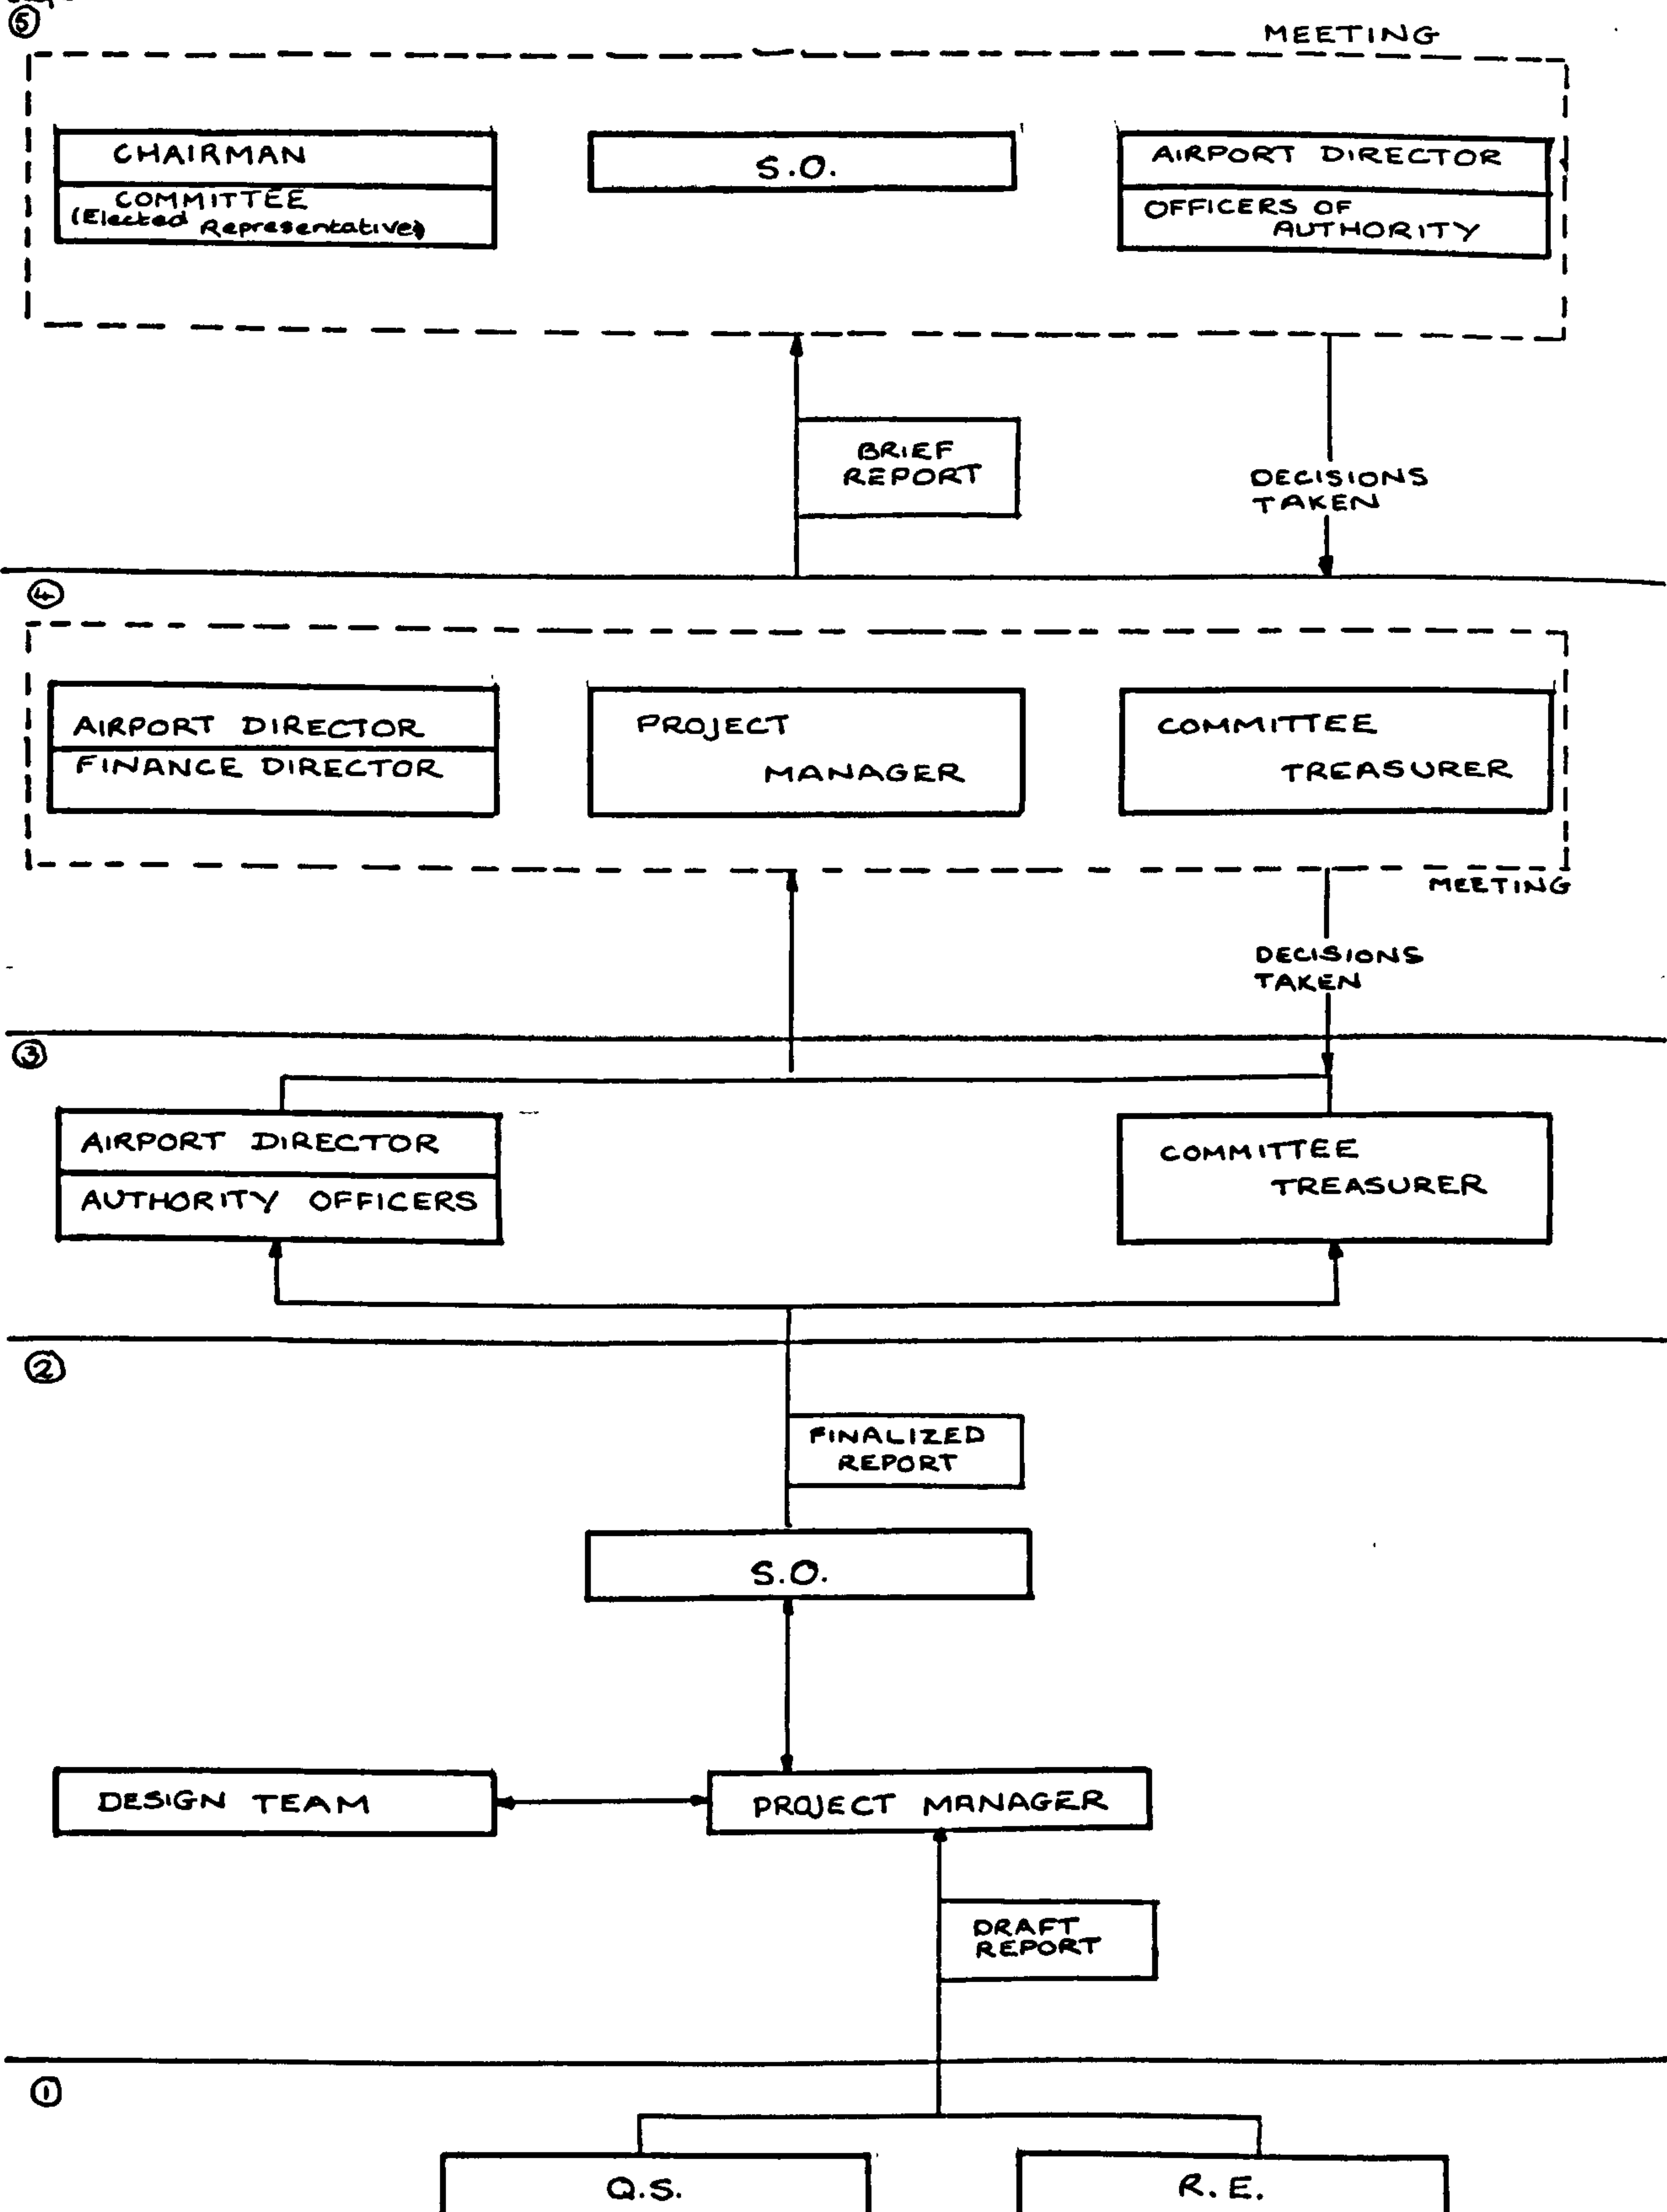 ⑤
MEETING
CHAIRMAN
COMMITTEE
(Elected Representatives)
S.O.
AIRPORT DIRECTOR
OFFICERS OF
AUTHORITY
BRIEF
REPORT
DECISIONS
TAKEN
④
AIRPORT DIRECTOR
FINANCE DIRECTOR
PROJECT
MANAGER
COMMITTEE
TREASURER
MEETING
DECISIONS
TAKEN
③
AIRPORT DIRECTOR
AUTHORITY OFFICERS
COMMITTEE
TREASURER
②
FINALIZED
REPORT
S.O.
DESIGN TEAM
PROJECT MANAGER
DRAFT
REPORT
①
Q.S.
R.E.